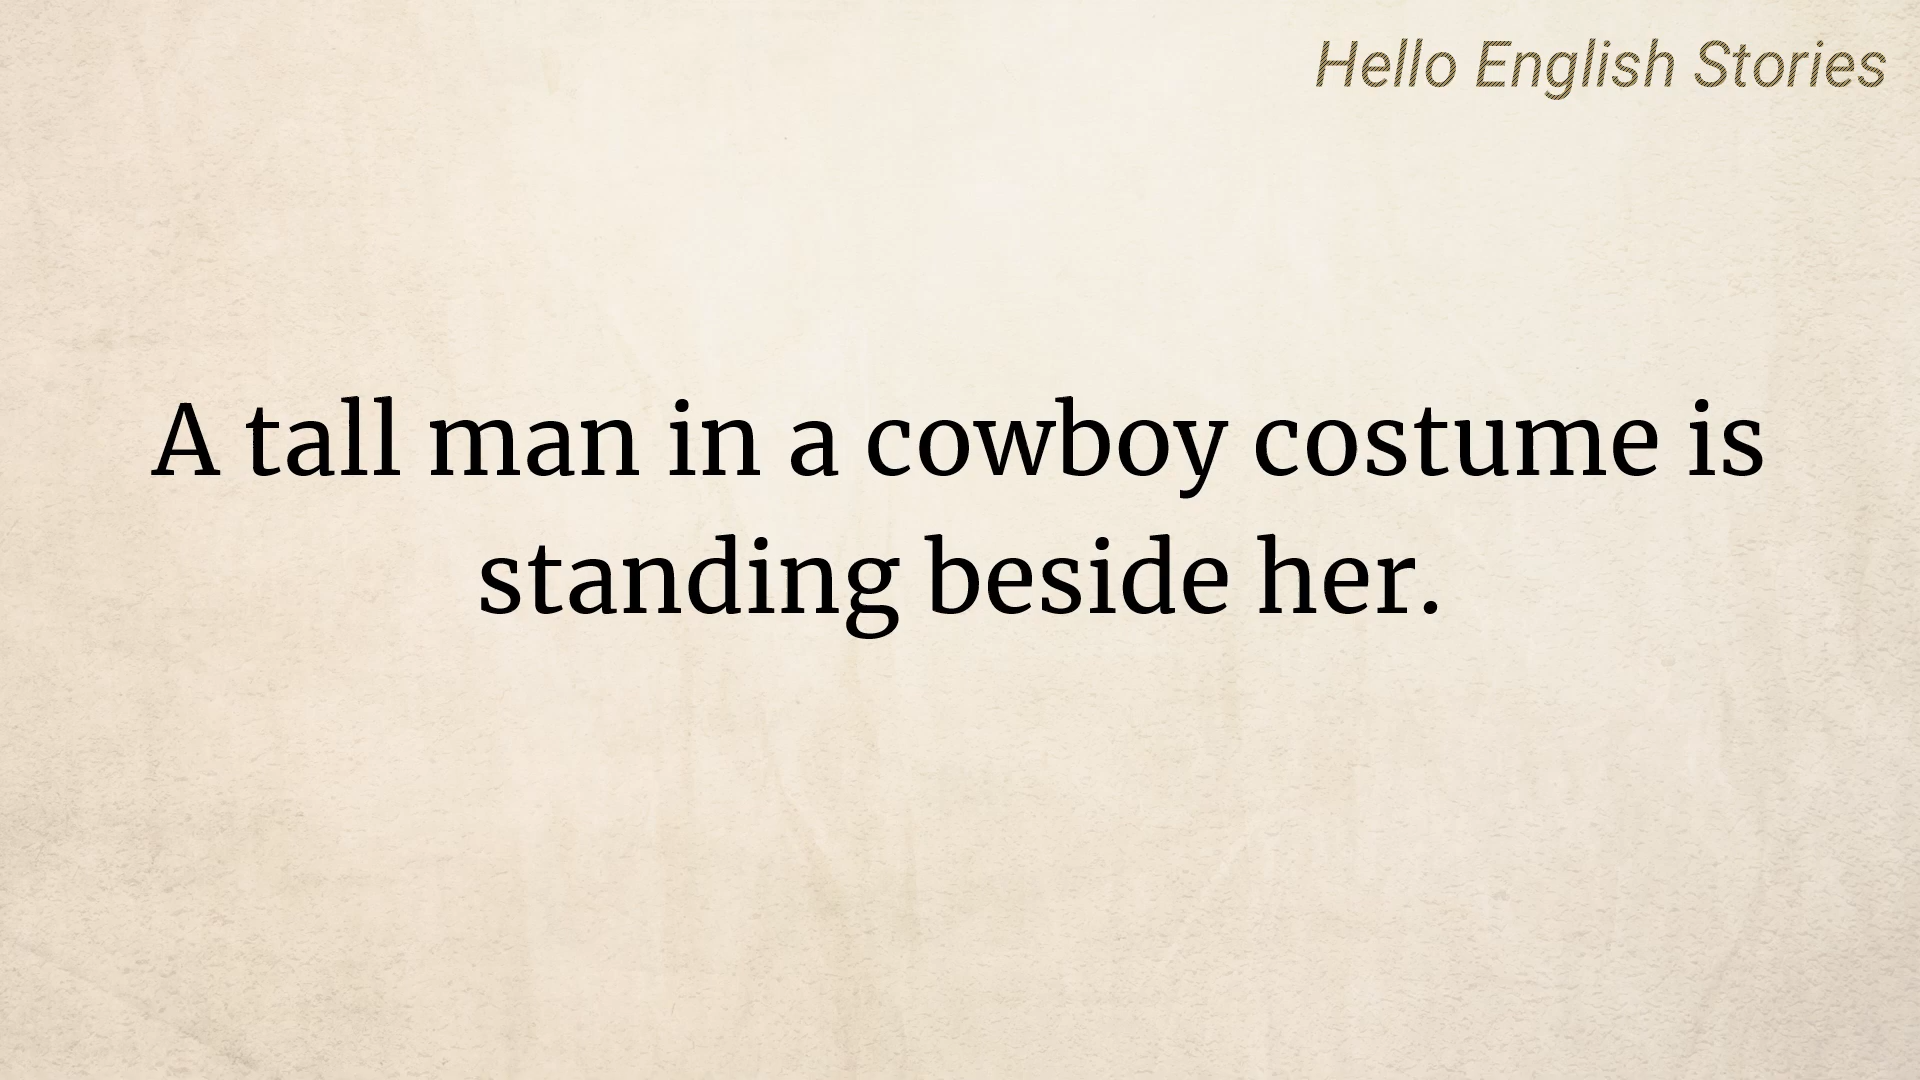 Hello English Stories
A tall man in a cowboy costume is
standing beside her.